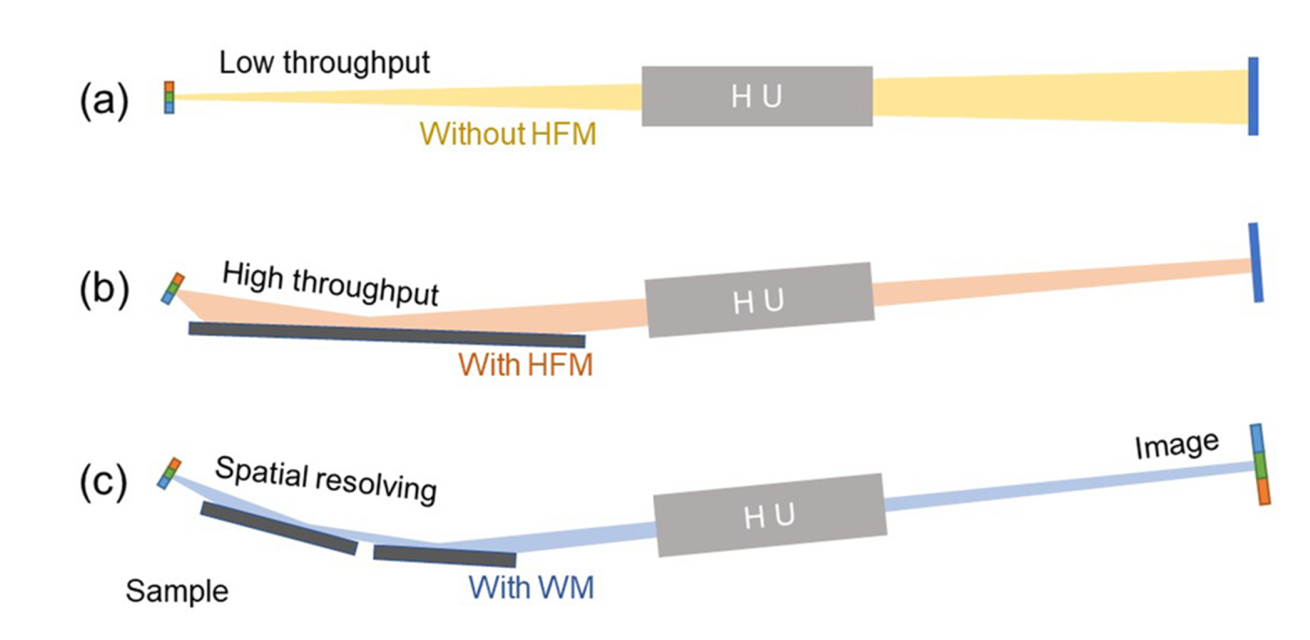 (a)
Low throughput
Without HFM
H U
(b)
High throughput
With HFM
H U
(c)
Spatial resolving
With WM
H U
Image
Sample